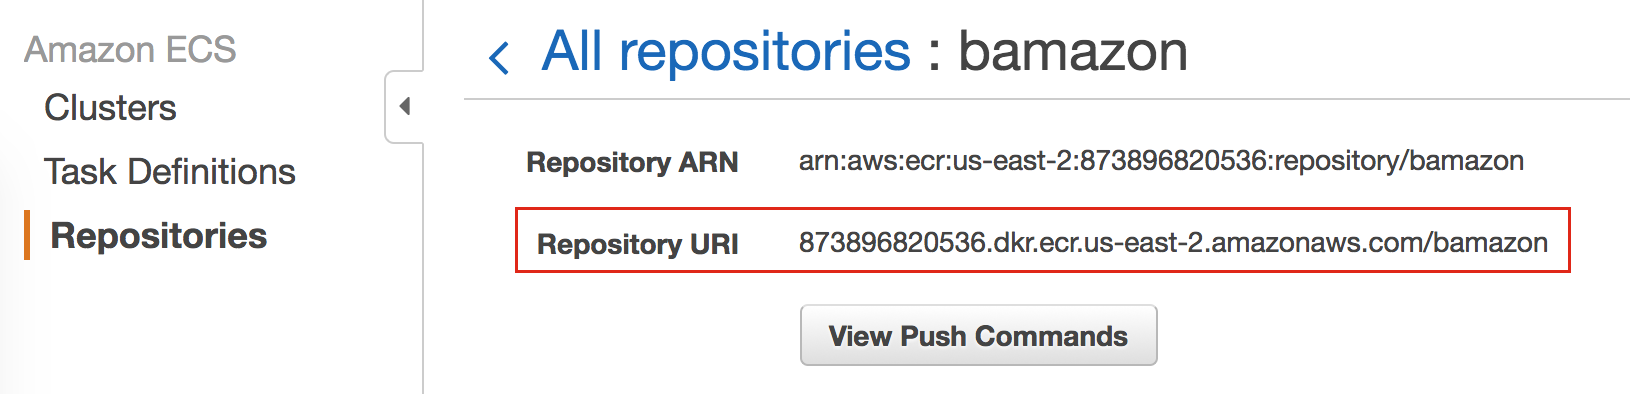 Amazon ECS
Clusters
Task Definitions
Repositories
All repositories : bamazon
Repository ARN arn:aws:ecr:us-east-2:873896820536:repository/bamazon
Repository URI 873896820536.dkr.ecr.us-east-2.amazonaws.com/bamazon
View Push Commands